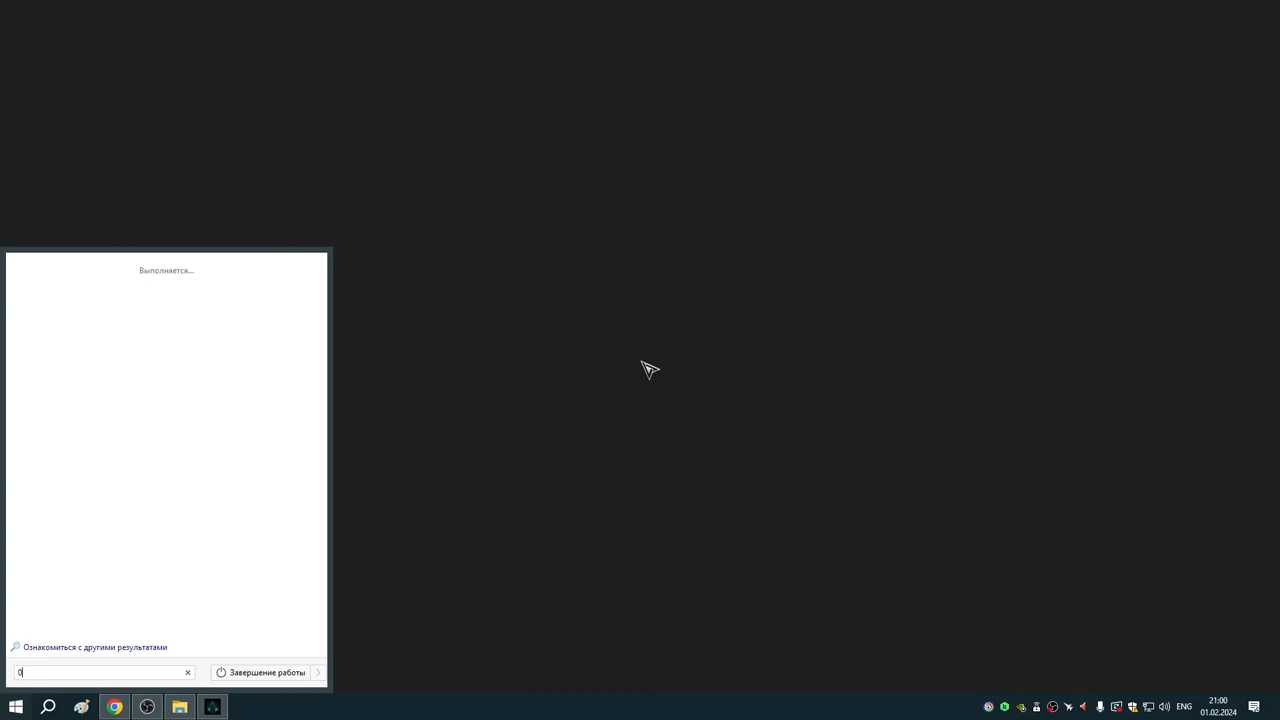 Выполняется...
Ознакомиться с другими результатами
0
Завершение работы
ENG
21:00
01.02.2024